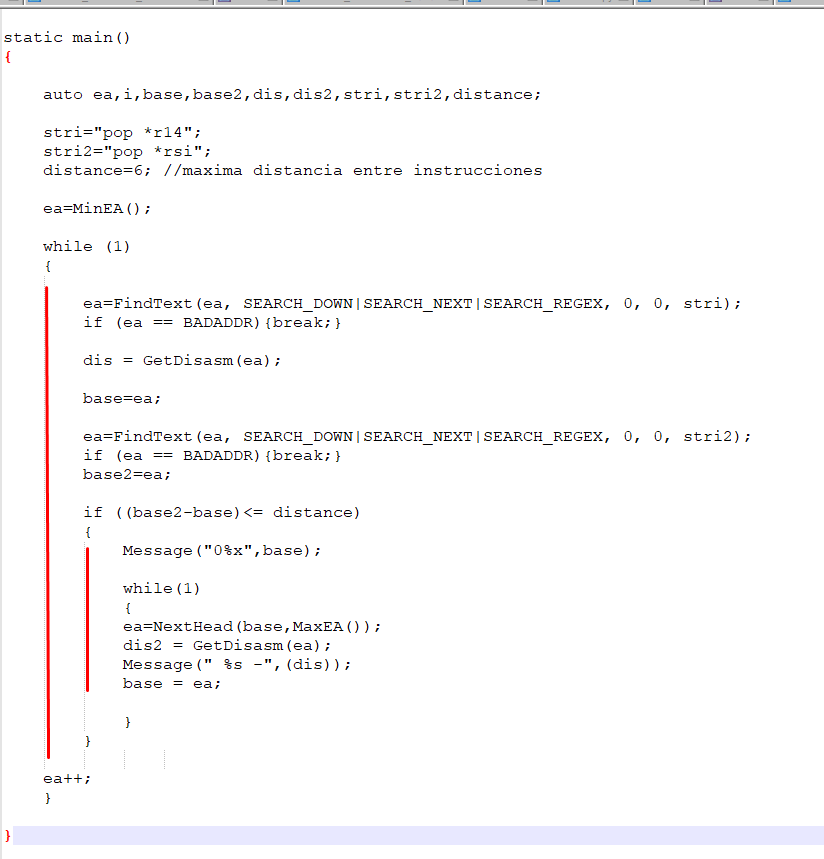 static main()
{
auto ea,i,base,base2,dis,dis2,stri,stri2,distance;
stri="pop *r14";
stri2="pop *rsi";
distance=6; //maxima distancia entre instrucciones
ea=MinEA();
while (1)
{
ea=FindText(ea, SEARCH_DOWN|SEARCH_NEXT|SEARCH_REGEX, 0, 0, stri);
if (ea == BADADDR){break;}
dis = GetDisasm(ea);
base=ea;
ea=FindText(ea, SEARCH_DOWN|SEARCH_NEXT|SEARCH_REGEX, 0, 0, stri2);
if (ea == BADADDR){break;}
base2=ea;
if ((base2-base)<= distance)
{
Message("0%x",base);
while(1)
{
ea=NextHead(base,MaxEA());
dis2 = GetDisasm(ea);
Message(" %s -",(dis));
base = ea;
}
}
ea++;
}
}